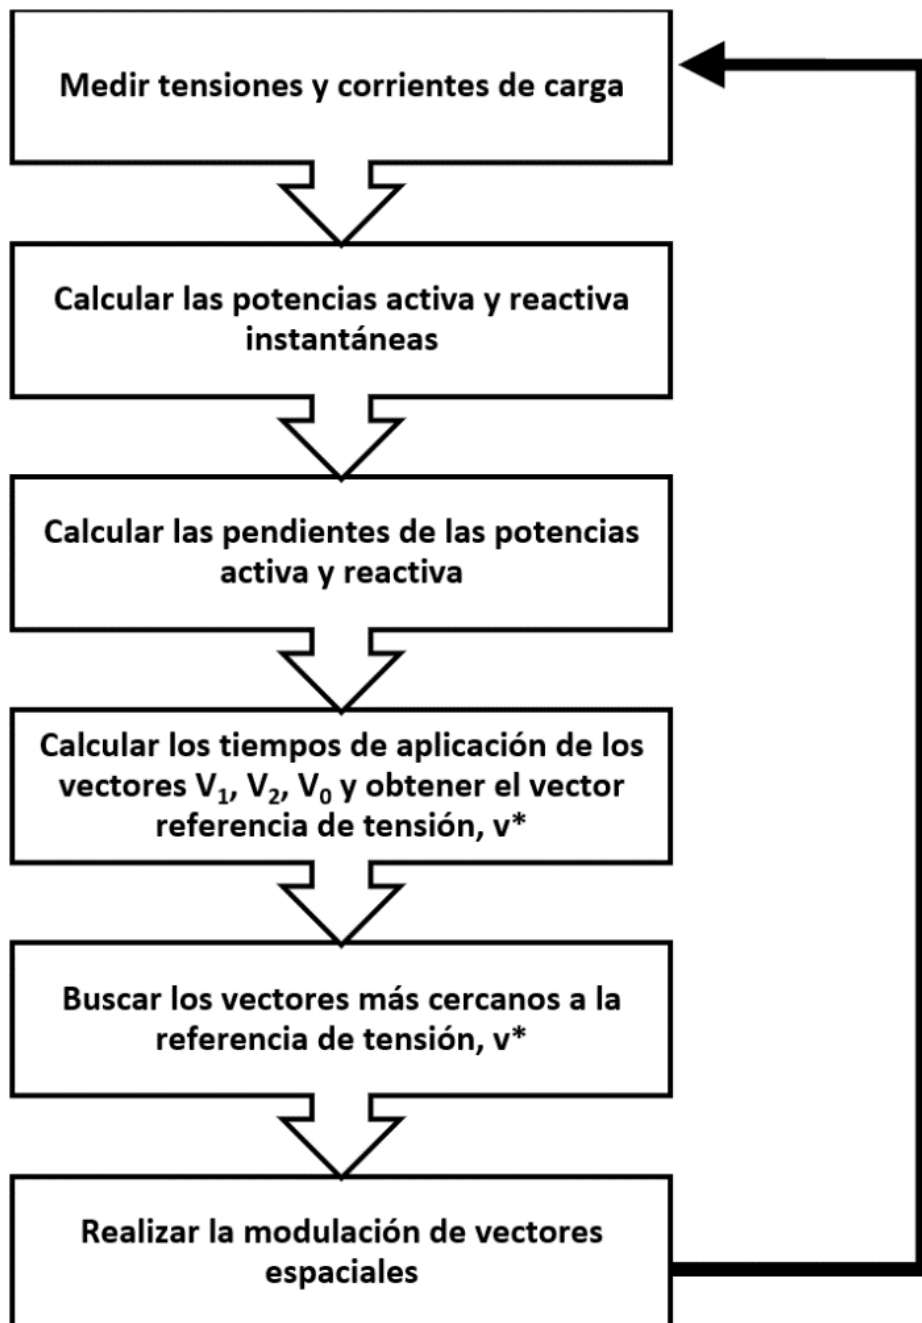 Medir tensiones y corrientes de carga
Calcular las potencias activa y reactiva
instantáneas
Calcular las pendientes de las potencias
activa y reactiva
Calcular los tiempos de aplicación de los
vectores V₁, V₂, V₀ y obtener el vector
referencia de tensión, v*
Buscar los vectores más cercanos a la
referencia de tensión, v*
Realizar la modulación de vectores
espaciales